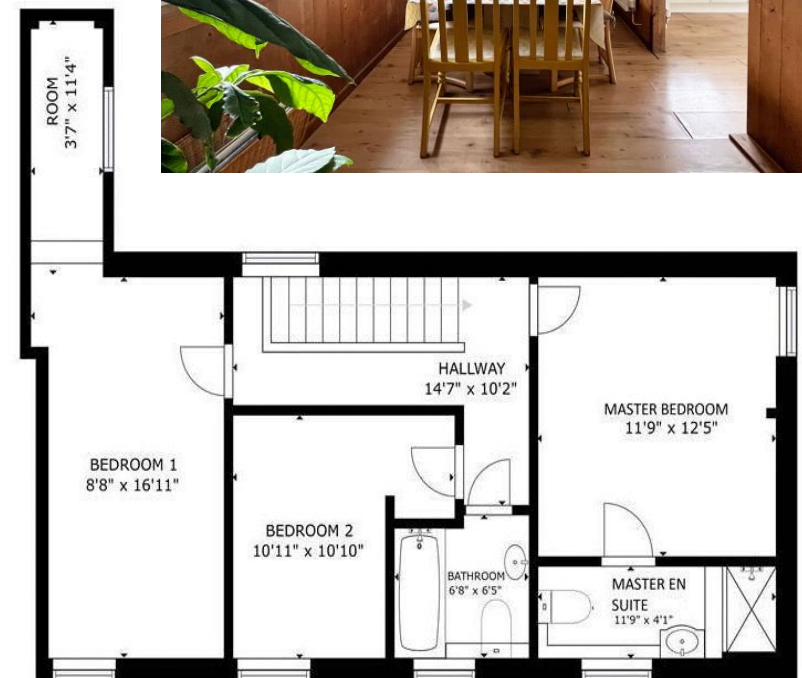 ROOM
3'7" x 11'4"
HALLWAY
14'7" x 10'2"
MASTER BEDROOM
11'9" x 12'5"
BEDROOM 1
8'8" x 16'11"
BEDROOM 2
10'11" x 10'10"
BATHROOM
6'8" x 6'5"
MASTER EN
SUITE
11'9" x 4'1"